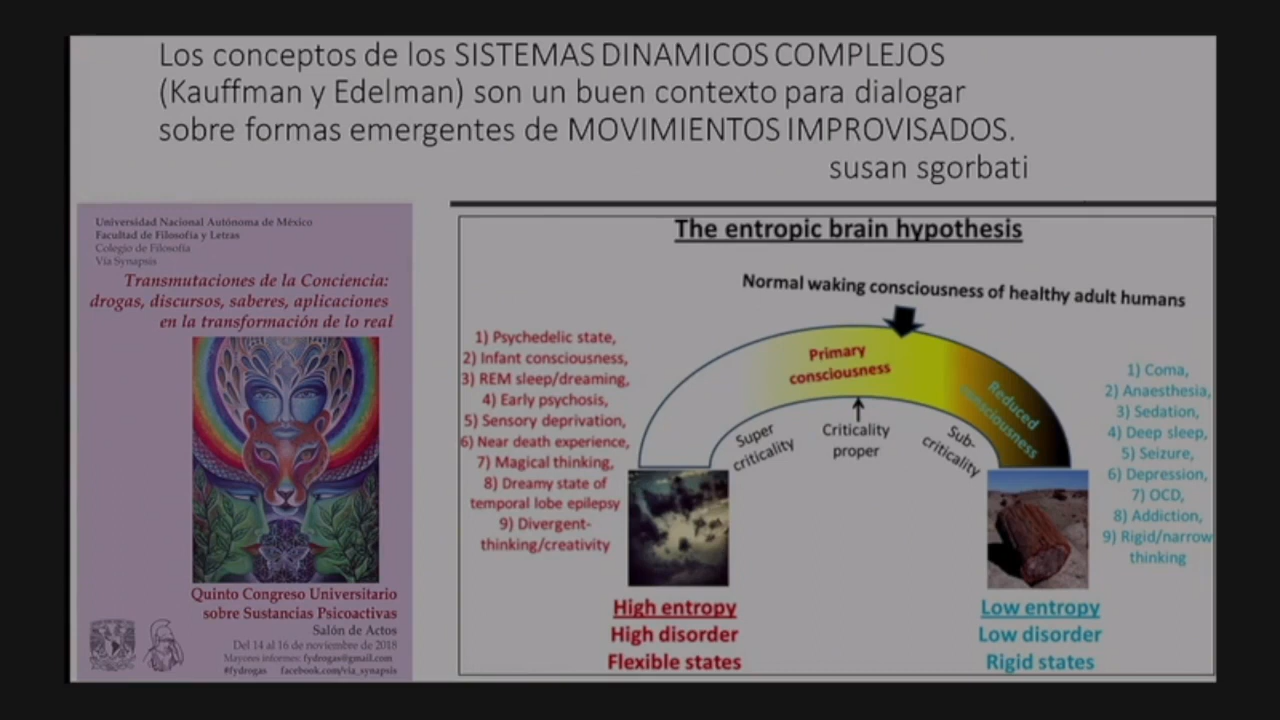 Los conceptos de los SISTEMAS DINAMICOS COMPLEJOS
(Kauffman y Edelman) son un buen contexto para dialogar
sobre formas emergentes de MOVIMIENTOS IMPROVISADOS.
susan sgorbati
Universidad Nacional Autónoma de México
Facultad de Filosofía y Letras
Colegio de Filosofía
Vía Synapsis
Transmutaciones de la Conciencia:
drogas, discursos, saberes, aplicaciones
en la transformación de lo real
Quinto Congreso Universitario
sobre Sustancias Psicoactivas
Salón de Actos
Del 14 al 16 de noviembre de 2018
Mayores informes: fydrogas@gmail.com
#fydrogas facebook.com/via_synapsis
The entropic brain hypothesis
Normal waking consciousness of healthy adult humans
1) Psychedelic state,
2) Infant consciousness,
3) REM sleep/dreaming,
4) Early psychosis,
5) Sensory deprivation,
6) Near death experience,
7) Magical thinking,
8) Dreamy state of
temporal lobe epilepsy
9) Divergent-
thinking/creativity
Primary
consciousness
Reduced
consciousness
Super
criticality
Criticality
proper
Sub-
criticality
1) Coma,
2) Anaesthesia,
3) Sedation,
4) Deep sleep,
5) Seizure,
6) Depression,
7) OCD,
8) Addiction,
9) Rigid/narrow
thinking
High entropy
High disorder
Flexible states
Low entropy
Low disorder
Rigid states